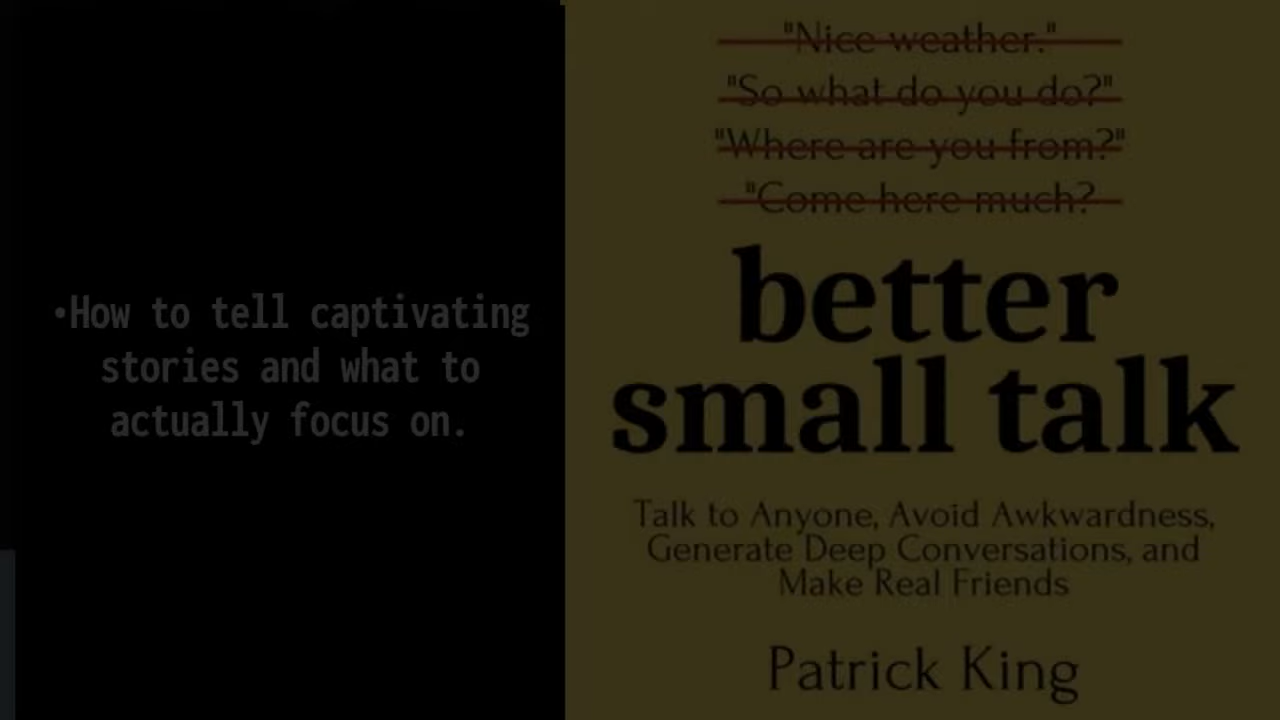 •How to tell captivating
stories and what to
actually focus on.
"Nice weather."
"So what do you do?"
"Where are you from?"
"Come here much?
better
small talk
Talk to Anyone, Avoid Awkwardness,
Generate Deep Conversations, and
Make Real Friends
Patrick King